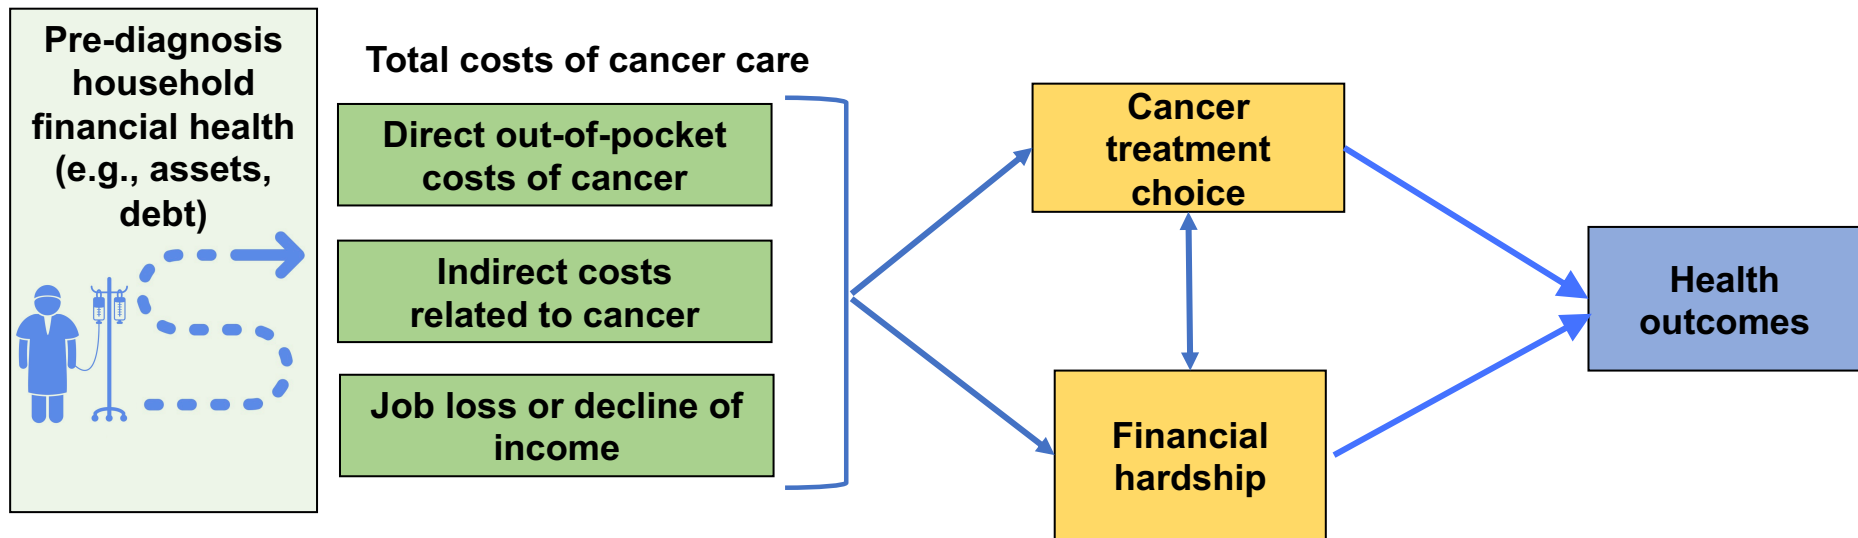 Pre-diagnosis
household
financial health
(e.g., assets,
debt)
Total costs of cancer care
Direct out-of-pocket
costs of cancer
Indirect costs
related to cancer
Job loss or decline of
income
Cancer
treatment
choice
Financial
hardship
Health
outcomes